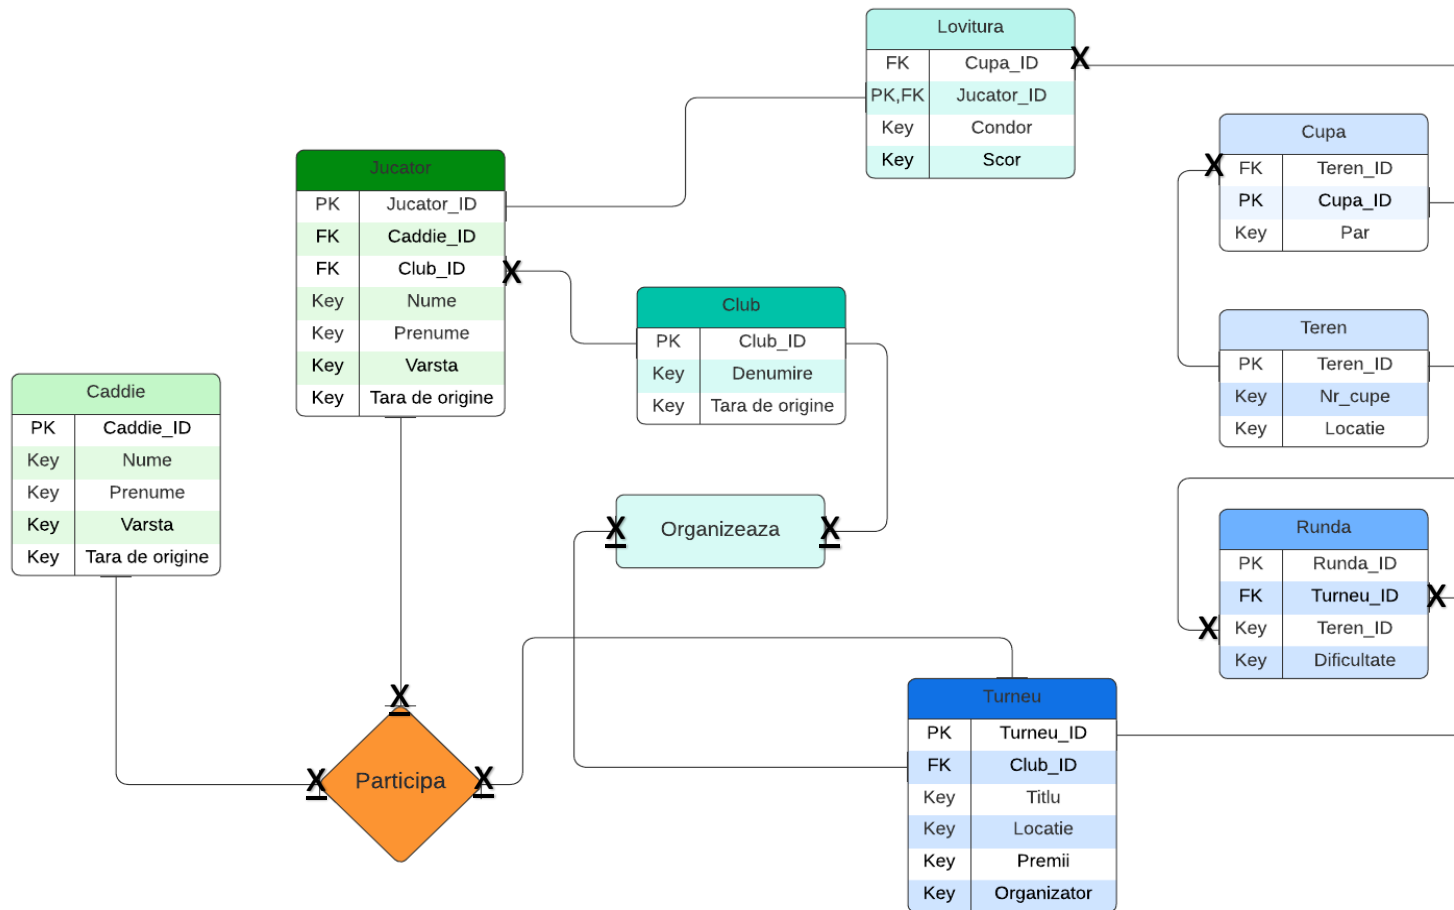 Lovitura
FK Cupa_ID
PK,FK Jucator_ID
Key Condor
Key Scor
X
Cupa
X
FK Teren_ID
PK Cupa_ID
Key Par
Jucator
PK Jucator_ID
FK Caddie_ID
FK Club_ID
X
Key Nume
Key Prenume
Key Varsta
Key Tara de origine
Club
PK Club_ID
Key Denumire
Key Tara de origine
Teren
PK Teren_ID
Key Nr_cupe
Key Locatie
Caddie
PK Caddie_ID
Key Nume
Key Prenume
Key Varsta
Key Tara de origine
X Organizeaza X
Runda
PK Runda_ID
FK Turneu_ID X
X Key Teren_ID
Key Dificultate
X
X Participa X
Turneu
PK Turneu_ID
FK Club_ID
Key Titlu
Key Locatie
Key Premii
Key Organizator